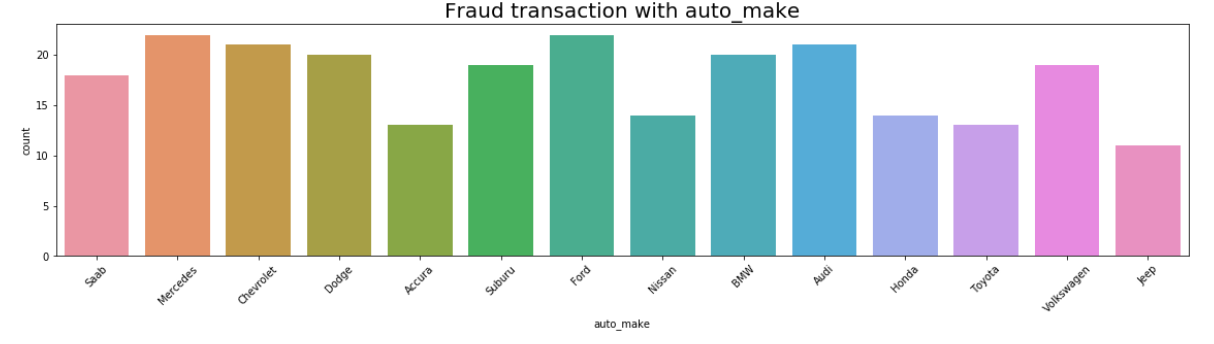 Fraud transaction with auto_make
20
15
10
5
0
count
Saab
Mercedes
Chevrolet
Dodge
Accura
Suburu
Ford
Nissan
BMW
Audi
Honda
Toyota
Volkswagen
Jeep
auto_make